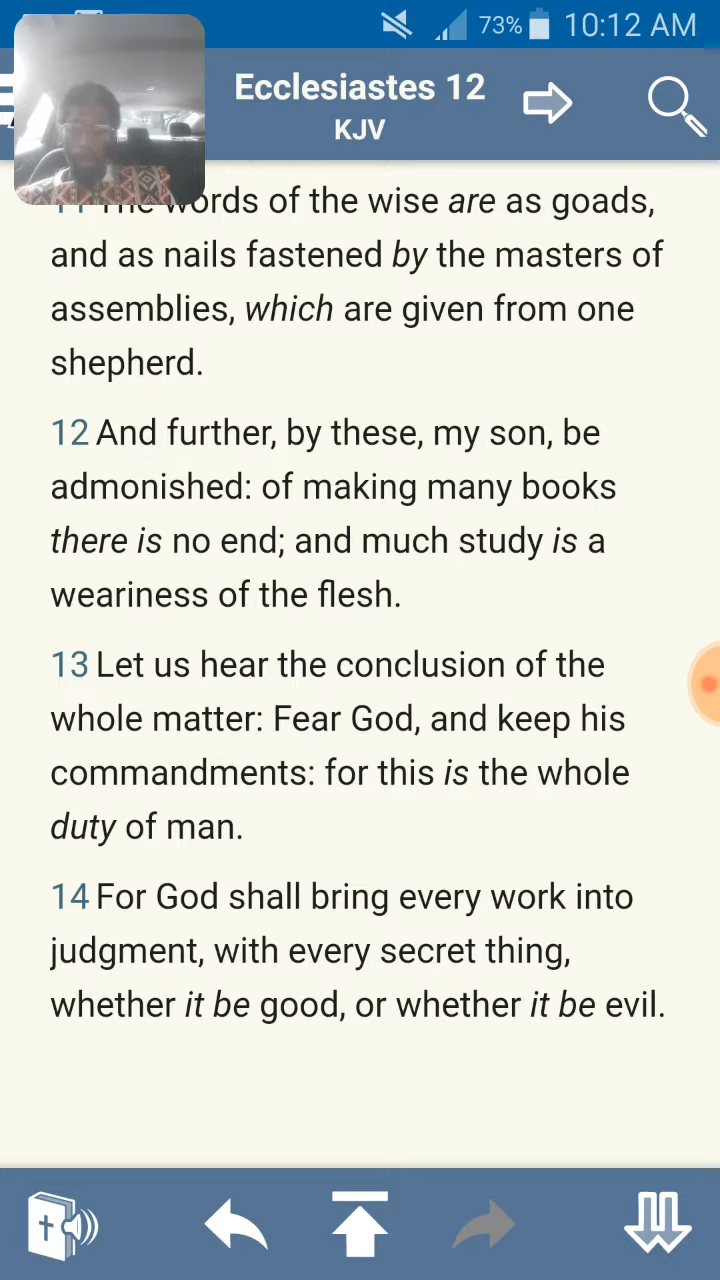 73% 10:12 AM
Ecclesiastes 12
KJV
11 The words of the wise are as goads,
and as nails fastened by the masters of
assemblies, which are given from one
shepherd.
12 And further, by these, my son, be
admonished: of making many books
there is no end; and much study is a
weariness of the flesh.
13 Let us hear the conclusion of the
whole matter: Fear God, and keep his
commandments: for this is the whole
duty of man.
14 For God shall bring every work into
judgment, with every secret thing,
whether it be good, or whether it be evil.